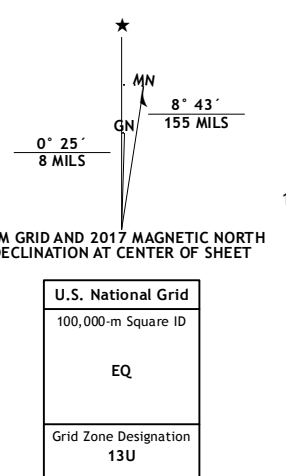 ★
MN
8° 43´
155 MILS
GN
0° 25´
8 MILS
M GRID AND 2017 MAGNETIC NORTH
DECLINATION AT CENTER OF SHEET
U.S. National Grid
100,000-m Square ID
EQ
Grid Zone Designation
13U